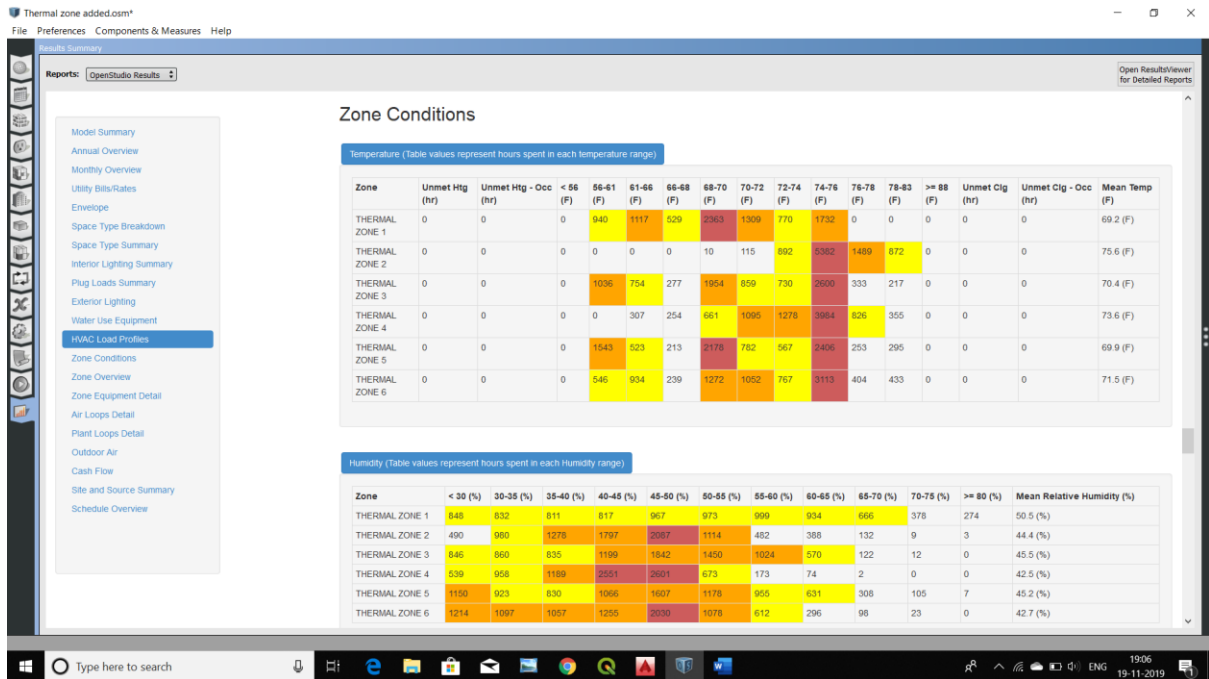 Thermal zone added.osm*
File Preferences Components & Measures Help
Results Summary
Reports: OpenStudio Results
Open ResultsViewer
for Detailed Reports
Model Summary
Annual Overview
Monthly Overview
Utility Bills/Rates
Envelope
Space Type Breakdown
Space Type Summary
Interior Lighting Summary
Plug Loads Summary
Exterior Lighting
Water Use Equipment
HVAC Load Profiles
Zone Conditions
Zone Overview
Zone Equipment Detail
Air Loops Detail
Plant Loops Detail
Outdoor Air
Cash Flow
Site and Source Summary
Schedule Overview
Zone Conditions
Temperature (Table values represent hours spent in each temperature range)
Zone Unmet Htg (hr) Unmet Htg - Occ (hr) < 56 (F) 56-61 (F) 61-66 (F) 66-68 (F) 68-70 (F) 70-72 (F) 72-74 (F) 74-76 (F) 76-78 (F) 78-83 (F) >= 88 (F) Unmet Clg (hr) Unmet Clg - Occ (hr) Mean Temp (F)
THERMAL ZONE 1 0 0 0 940 1117 529 2363 1309 770 1732 0 0 0 0 0 69.2 (F)
THERMAL ZONE 2 0 0 0 0 0 0 10 115 892 5382 1489 872 0 0 0 75.6 (F)
THERMAL ZONE 3 0 0 0 1036 754 277 1954 859 730 2600 333 217 0 0 0 70.4 (F)
THERMAL ZONE 4 0 0 0 0 307 254 661 1095 1278 3984 826 355 0 0 0 73.6 (F)
THERMAL ZONE 5 0 0 0 1543 523 213 2178 782 567 2406 253 295 0 0 0 69.9 (F)
THERMAL ZONE 6 0 0 0 546 934 239 1272 1052 767 3113 404 433 0 0 0 71.5 (F)
Humidity (Table values represent hours spent in each Humidity range)
Zone < 30 (%) 30-35 (%) 35-40 (%) 40-45 (%) 45-50 (%) 50-55 (%) 55-60 (%) 60-65 (%) 65-70 (%) 70-75 (%) >= 80 (%) Mean Relative Humidity (%)
THERMAL ZONE 1 848 832 811 817 967 973 999 934 666 378 274 50.5 (%)
THERMAL ZONE 2 490 980 1278 1797 2087 1114 482 388 132 9 3 44.4 (%)
THERMAL ZONE 3 846 860 835 1199 1842 1450 1024 570 122 12 0 45.5 (%)
THERMAL ZONE 4 539 958 1189 2551 2601 673 173 74 2 0 0 42.5 (%)
THERMAL ZONE 5 1150 923 830 1066 1607 1178 955 631 308 105 7 45.2 (%)
THERMAL ZONE 6 1214 1097 1057 1255 2030 1078 612 296 98 23 0 42.7 (%)
Type here to search
ENG
19:06
19-11-2019